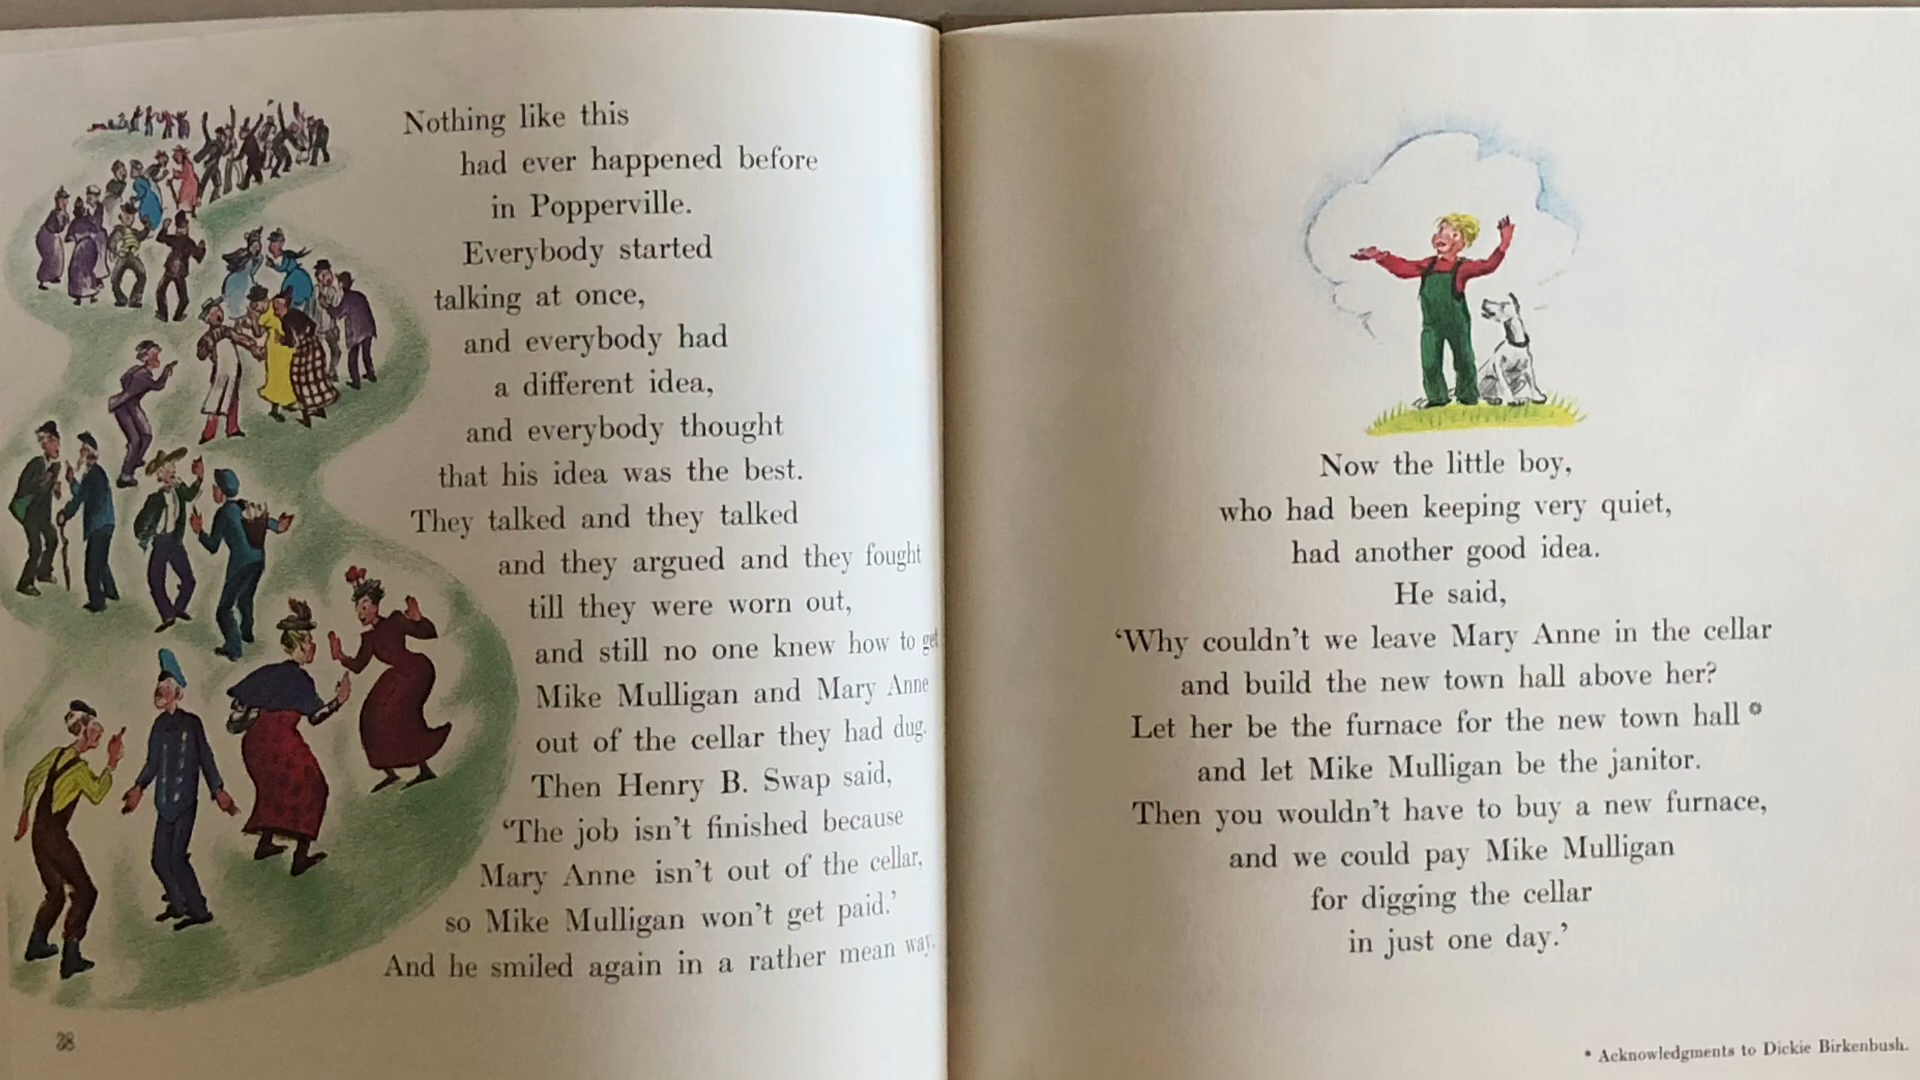 Nothing like this
had ever happened before
in Popperville.
Everybody started
talking at once,
and everybody had
a different idea,
and everybody thought
that his idea was the best.
They talked and they talked
and they argued and they fought
till they were worn out,
and still no one knew how to get
Mike Mulligan and Mary Anne
out of the cellar they had dug.
Then Henry B. Swap said,
‘The job isn’t finished because
Mary Anne isn’t out of the cellar,
so Mike Mulligan won’t get paid.’
And he smiled again in a rather mean way.
38
Now the little boy,
who had been keeping very quiet,
had another good idea.
He said,
‘Why couldn’t we leave Mary Anne in the cellar
and build the new town hall above her?
Let her be the furnace for the new town hall *
and let Mike Mulligan be the janitor.
Then you wouldn’t have to buy a new furnace,
and we could pay Mike Mulligan
for digging the cellar
in just one day.’
* Acknowledgments to Dickie Birkenbush.